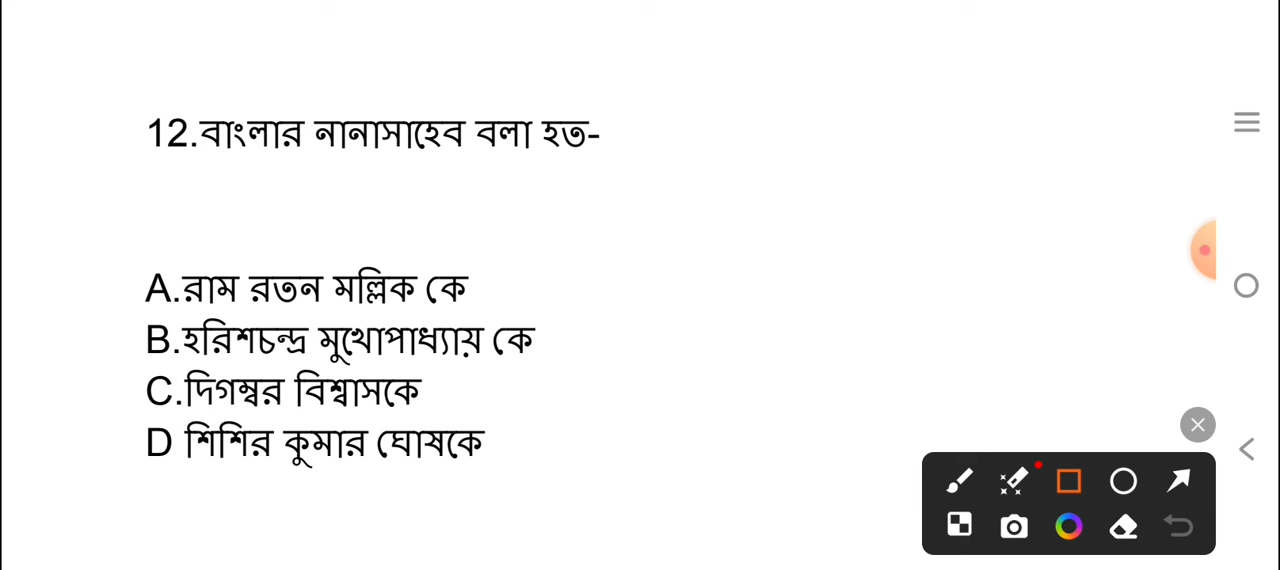 12.বাংলার নানাসাহেব বলা হত-
A.রাম রতন মল্লিক কে
B.হরিশচন্দ্র মুখোপাধ্যায় কে
C.দিগম্বর বিশ্বাসকে
D শিশির কুমার ঘোষকে